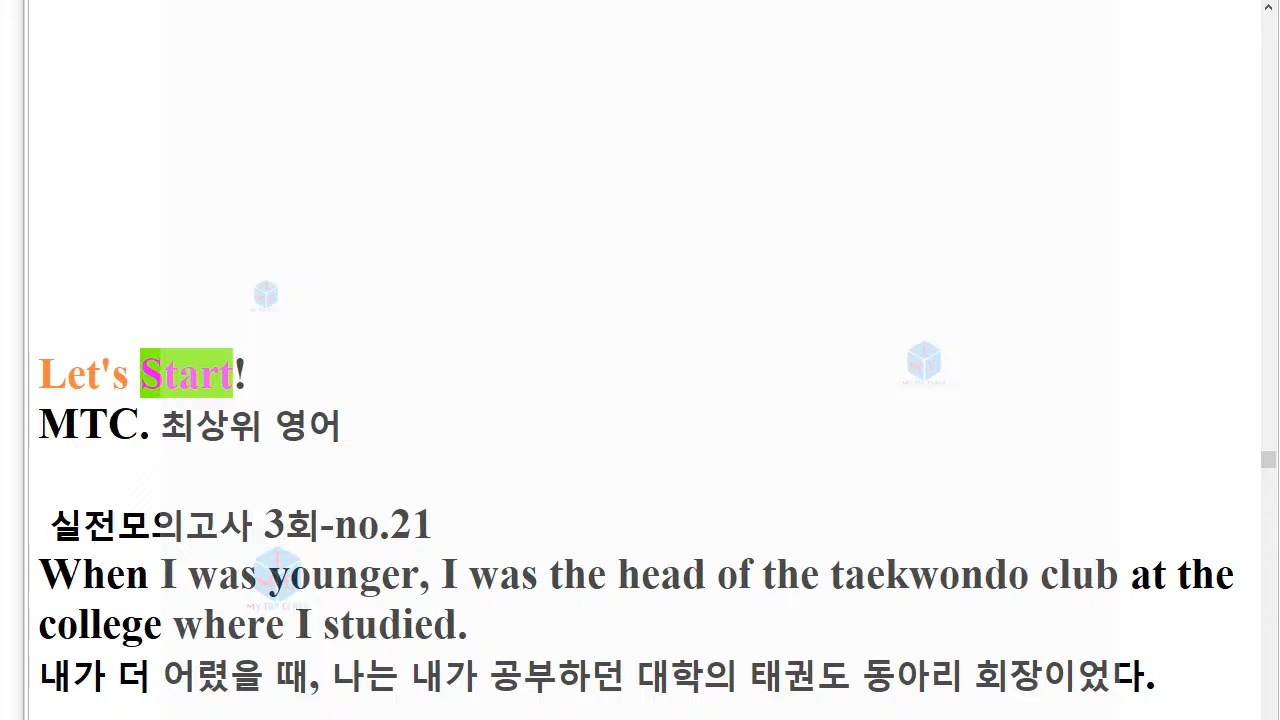 Let's Start!
MTC. 최상위 영어
실전모의고사 3회-no.21
When I was younger, I was the head of the taekwondo club at the
college where I studied.
내가 더 어렸을 때, 나는 내가 공부하던 대학의 태권도 동아리 회장이었다.